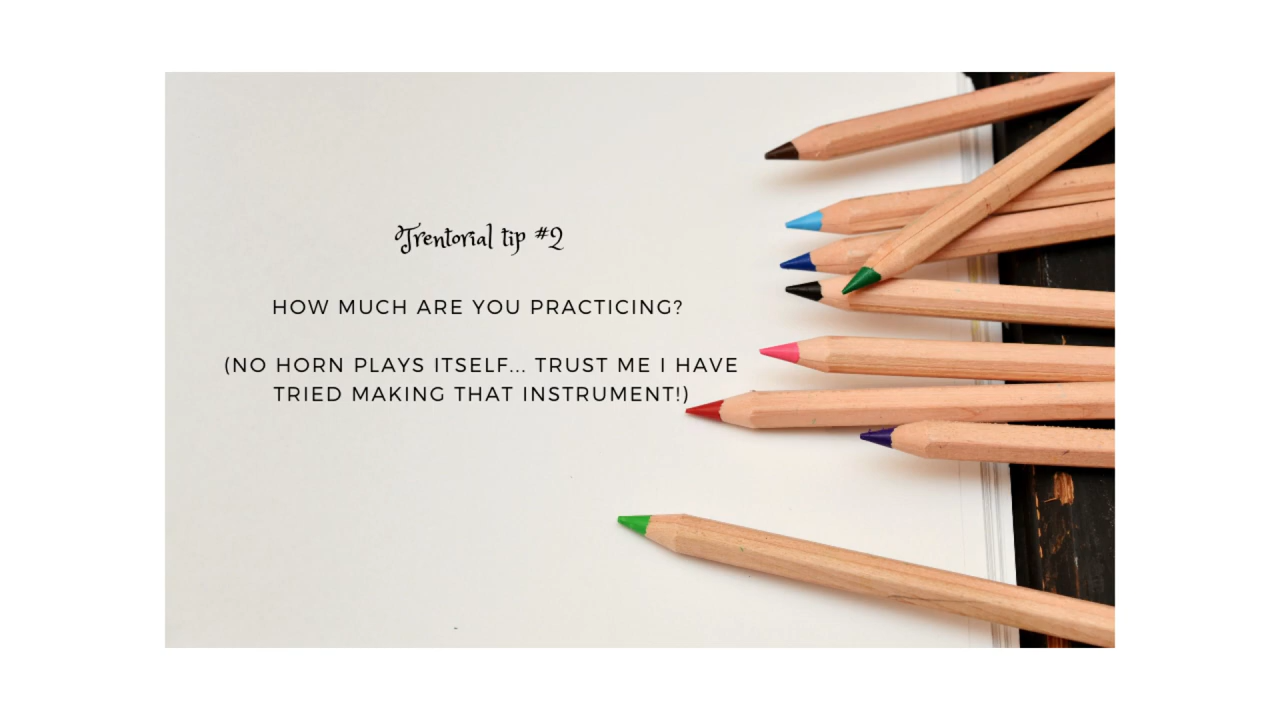 Trentorial tip #2
HOW MUCH ARE YOU PRACTICING?
(NO HORN PLAYS ITSELF... TRUST ME I HAVE
TRIED MAKING THAT INSTRUMENT!)